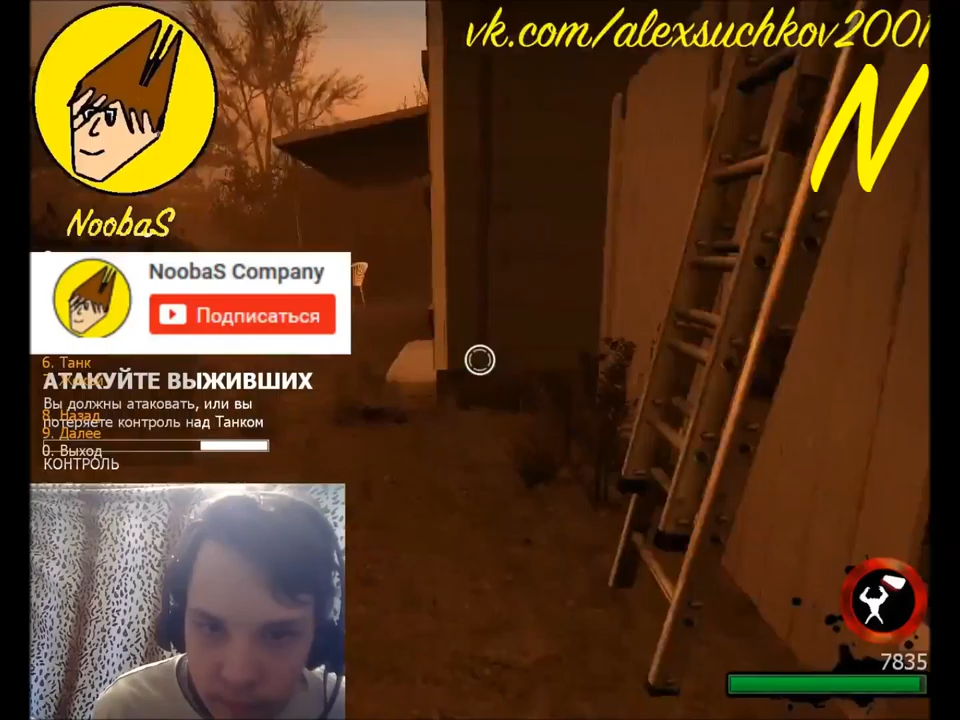 vk.com/alexsuchkov2001
N
NoobaS
NoobaS Company
Подписаться
6. Танк
АТАКУЙТЕ ВЫЖИВШИХ
Вы должны атаковать, или вы
8. Назад
потеряете контроль над Танком
9. Далее
0. Выход
КОНТРОЛЬ
7835